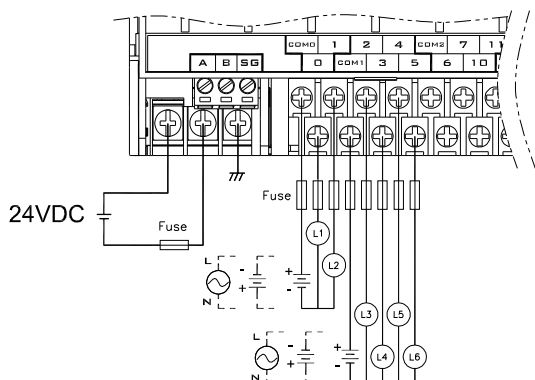 COM0 1 2 4 COM2 7 11
A B SG 0 COM1 3 5 6 10
24VDC
Fuse
Fuse
L1
L2
L
N
- +
+ -
L3 L5
L
N
- +
+ -
L4 L6